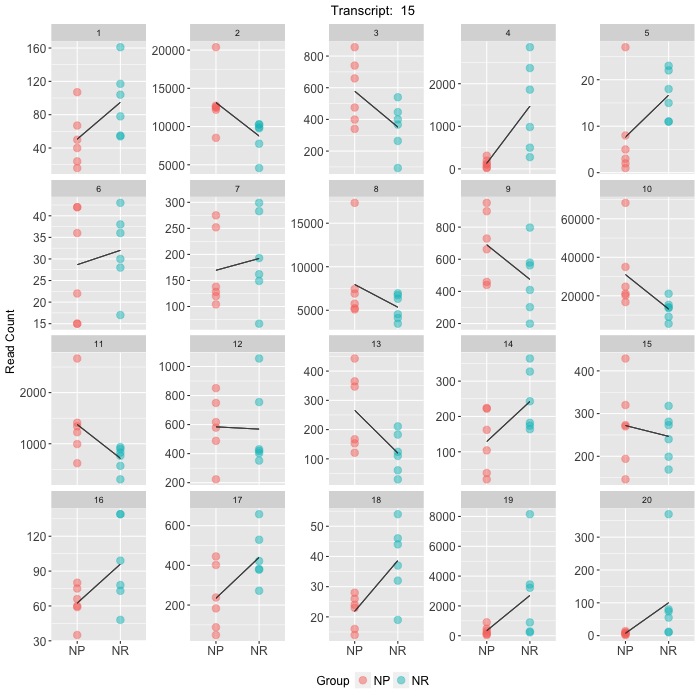 Transcript: 15
1 2 3 4 5
160 120 80 40
20000 15000 10000 5000
800 600 400 200
2000 1000 0
20 10 0
6 7 8 9 10
40 35 30 25 20 15
300 250 200 150 100
15000 10000 5000
800 600 400 200
60000 40000 20000
Read Count
11 12 13 14 15
2000 1000
1000 800 600 400 200
400 300 200 100
300 200 100 0
400 300 200
16 17 18 19 20
120 90 60 30
600 400 200
50 40 30 20
8000 6000 4000 2000 0
300 200 100 0
NP NR NP NR NP NR NP NR NP NR
Group NP NR